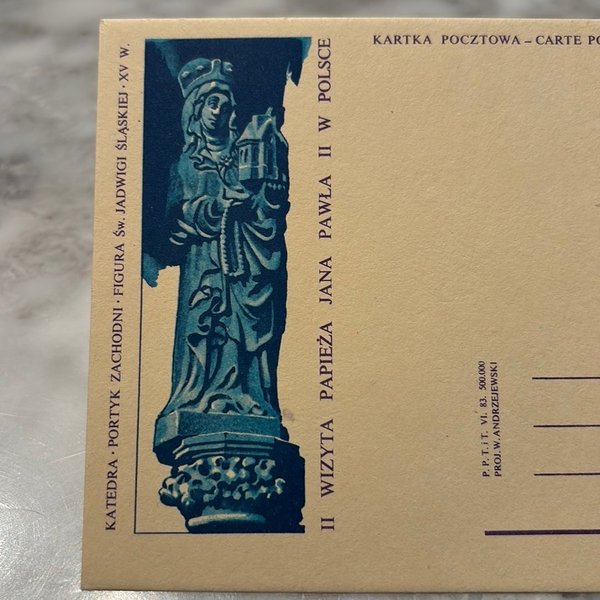 KARTKA POCZTOWA – CARTE PO
KATEDRA · PORTYK ZACHODNI · FIGURA ŚW. JADWIGI ŚLĄSKIEJ · XV W.
II WIZYTA PAPIEŻA JANA PAWŁA II W POLSCE
P. P. T. i T. VI. 83. 500.000
PROJ. W. ANDRZEJEWSKI